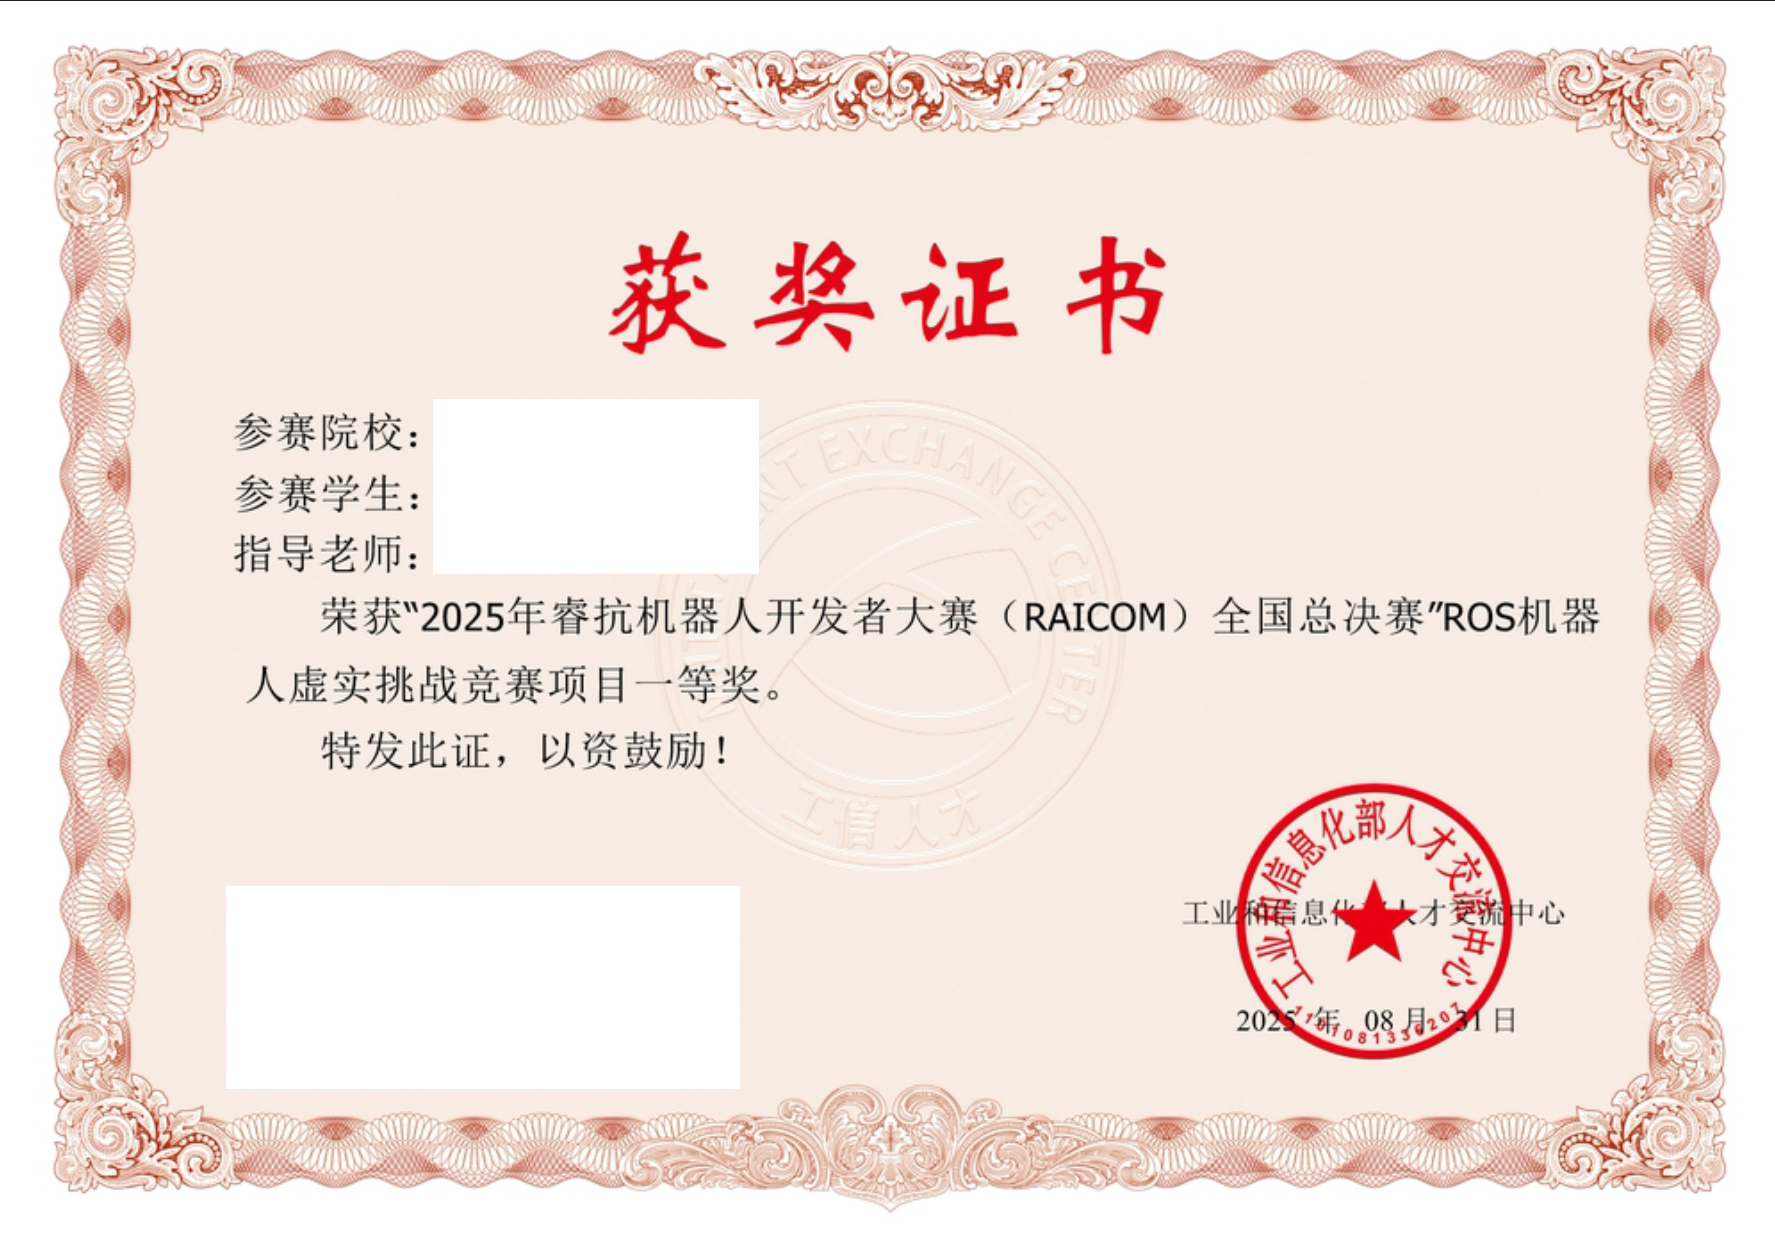 获奖证书
参赛院校：
参赛学生：
指导老师：
荣获“2025年睿抗机器人开发者大赛（RAICOM）全国总决赛”ROS机器
人虚实挑战竞赛项目一等奖。
特发此证，以资鼓励！
EXCHANGE CENTER
工信人才
工业和信息化部人才交流中心
工业和信息化部人才交流中心
2025 年 08 月 31 日